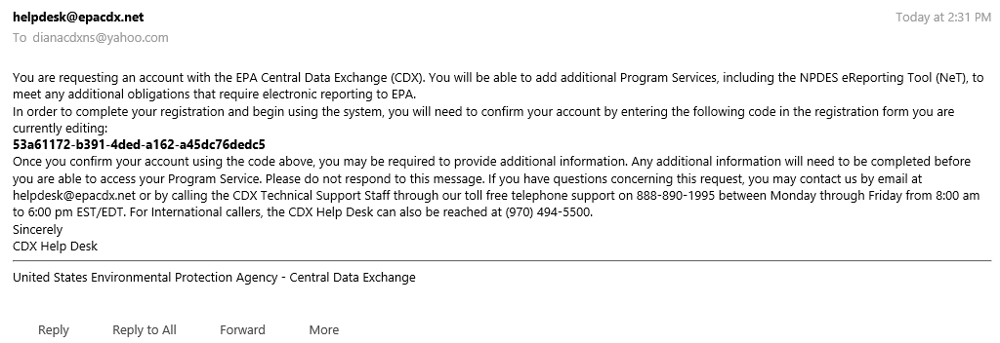 helpdesk@epacdx.net
Today at 2:31 PM
To dianacdxns@yahoo.com
You are requesting an account with the EPA Central Data Exchange (CDX). You will be able to add additional Program Services, including the NPDES eReporting Tool (NeT), to
meet any additional obligations that require electronic reporting to EPA.
In order to complete your registration and begin using the system, you will need to confirm your account by entering the following code in the registration form you are
currently editing:
53a61172-b391-4ded-a162-a45dc76dedc5
Once you confirm your account using the code above, you may be required to provide additional information. Any additional information will need to be completed before
you are able to access your Program Service. Please do not respond to this message. If you have questions concerning this request, you may contact us by email at
helpdesk@epacdx.net or by calling the CDX Technical Support Staff through our toll free telephone support on 888-890-1995 between Monday through Friday from 8:00 am
to 6:00 pm EST/EDT. For International callers, the CDX Help Desk can also be reached at (970) 494-5500.
Sincerely
CDX Help Desk
United States Environmental Protection Agency - Central Data Exchange
Reply Reply to All Forward More